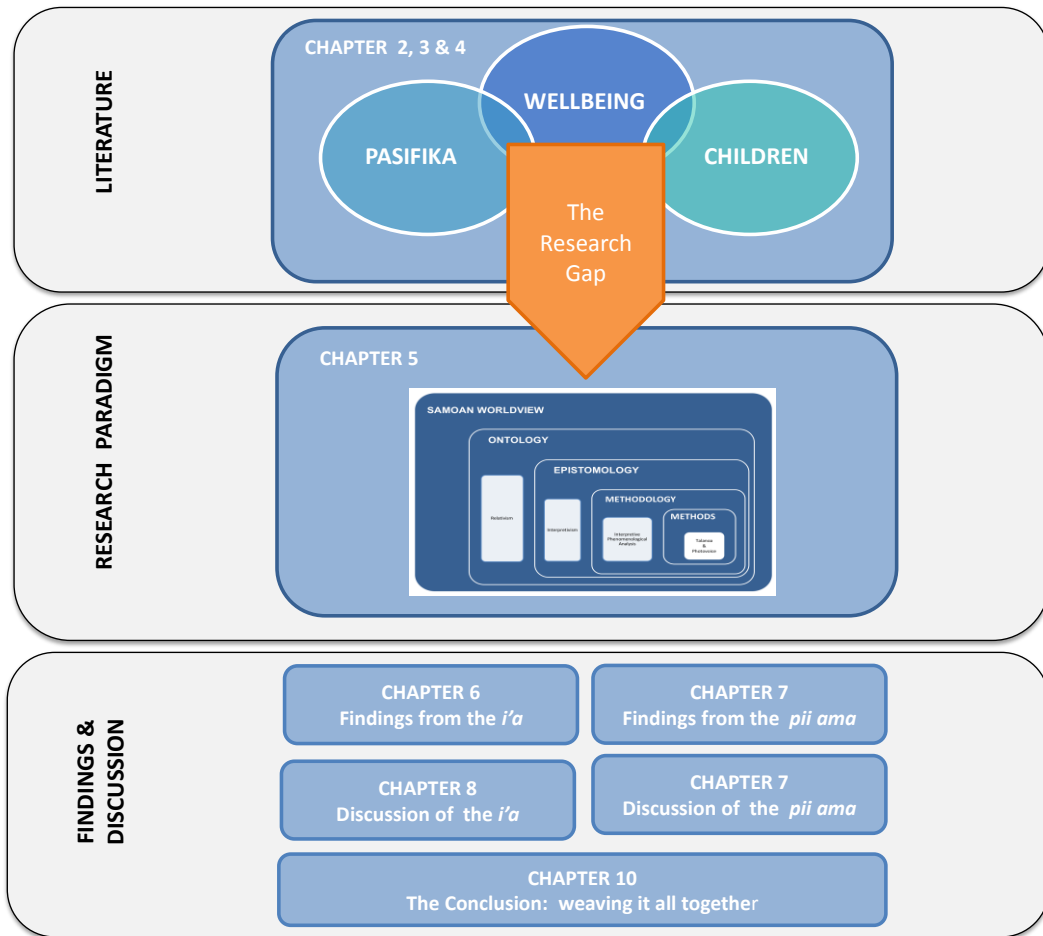 LITERATURE
CHAPTER 2, 3 & 4
WELLBEING
PASIFIKA
CHILDREN
The
Research
Gap
RESEARCH PARADIGM
CHAPTER 5
SAMOAN WORLDVIEW
ONTOLOGY
EPISTOMOLOGY
METHODOLOGY
METHODS
Relativism
Interpretivism
Interpretive
Phenomenological
Analysis
Talanoa
&
Photovoice
FINDINGS &
DISCUSSION
CHAPTER 6
Findings from the i'a
CHAPTER 7
Findings from the pii ama
CHAPTER 8
Discussion of the i'a
CHAPTER 7
Discussion of the pii ama
CHAPTER 10
The Conclusion: weaving it all together